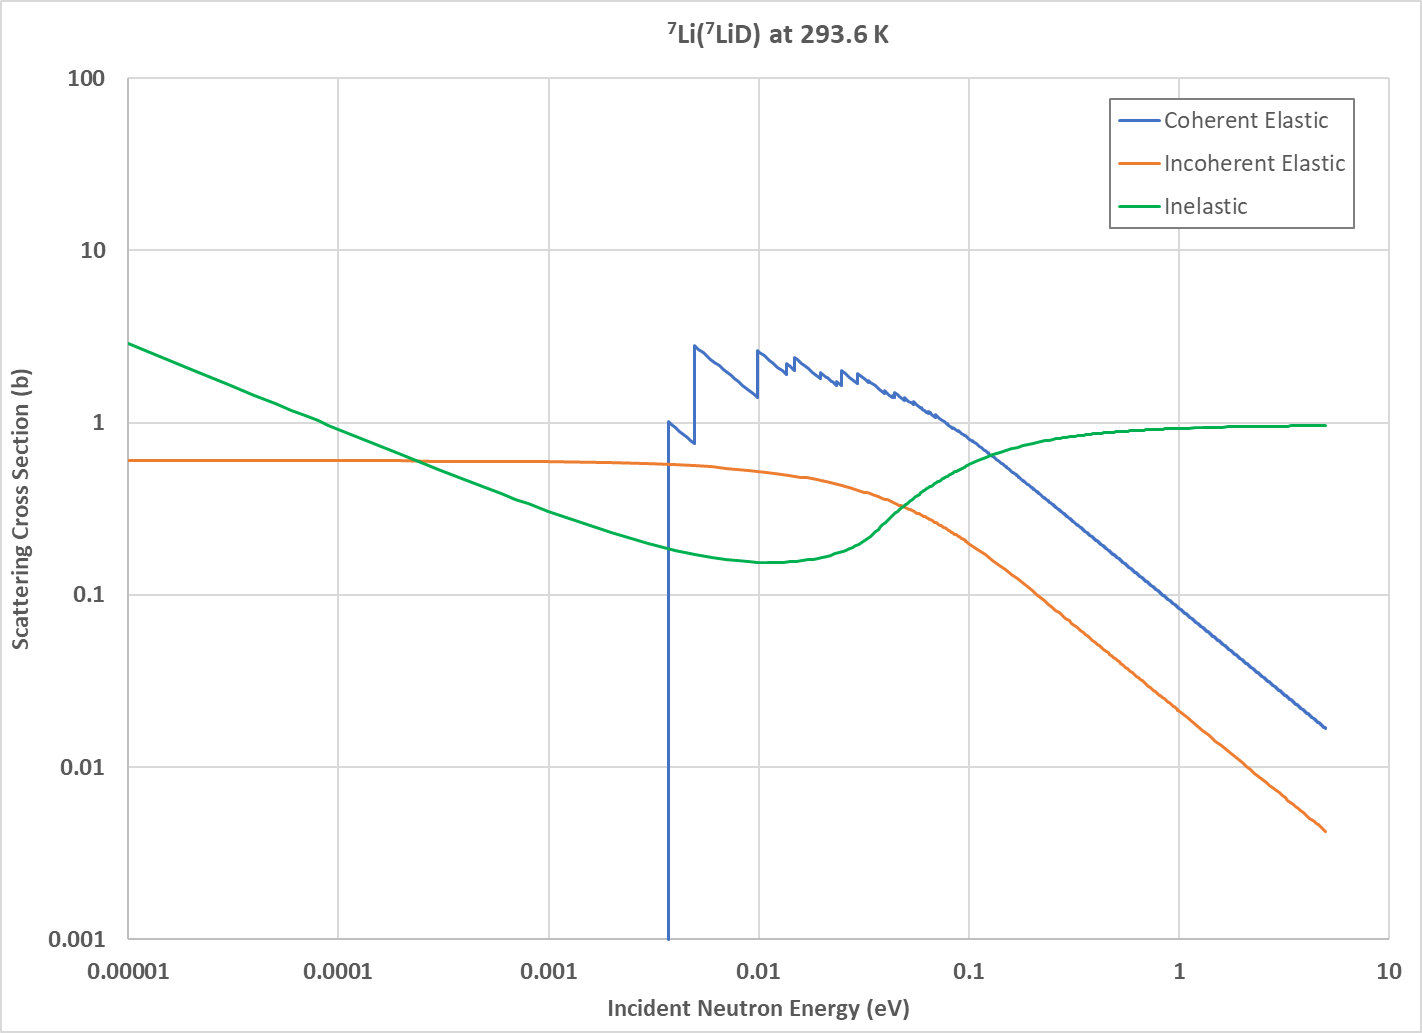 ⁷Li(⁷LiD) at 293.6 K
100
10
1
0.1
0.01
0.001
Scattering Cross Section (b)
Coherent Elastic
Incoherent Elastic
Inelastic
0.00001 0.0001 0.001 0.01 0.1 1 10
Incident Neutron Energy (eV)